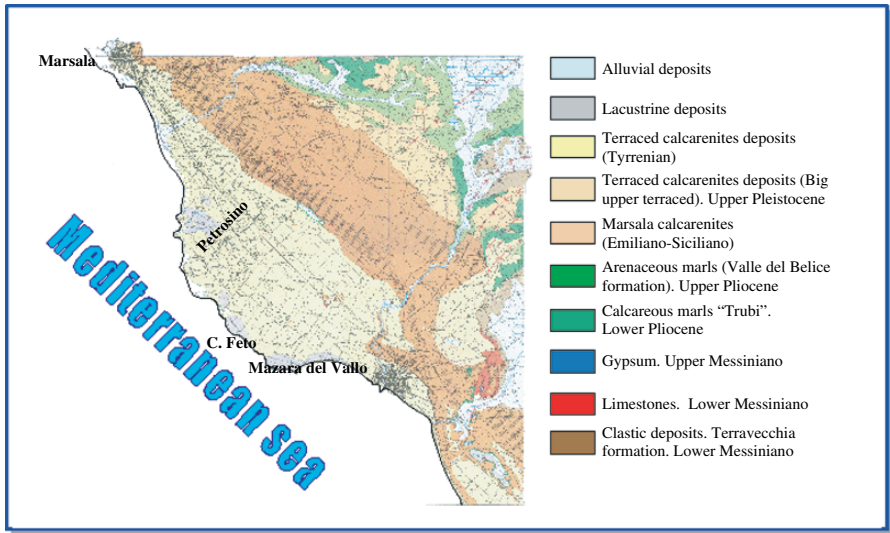 Marsala
Petrosino
C. Feto
Mazara del Vallo
Mediterranean sea
Alluvial deposits
Lacustrine deposits
Terraced calcarenites deposits
(Tyrrenian)
Terraced calcarenites deposits (Big
upper terraced). Upper Pleistocene
Marsala calcarenites
(Emiliano-Siciliano)
Arenaceous marls (Valle del Belice
formation). Upper Pliocene
Calcareous marls “Trubi”.
Lower Pliocene
Gypsum. Upper Messiniano
Limestones. Lower Messiniano
Clastic deposits. Terravecchia
formation. Lower Messiniano